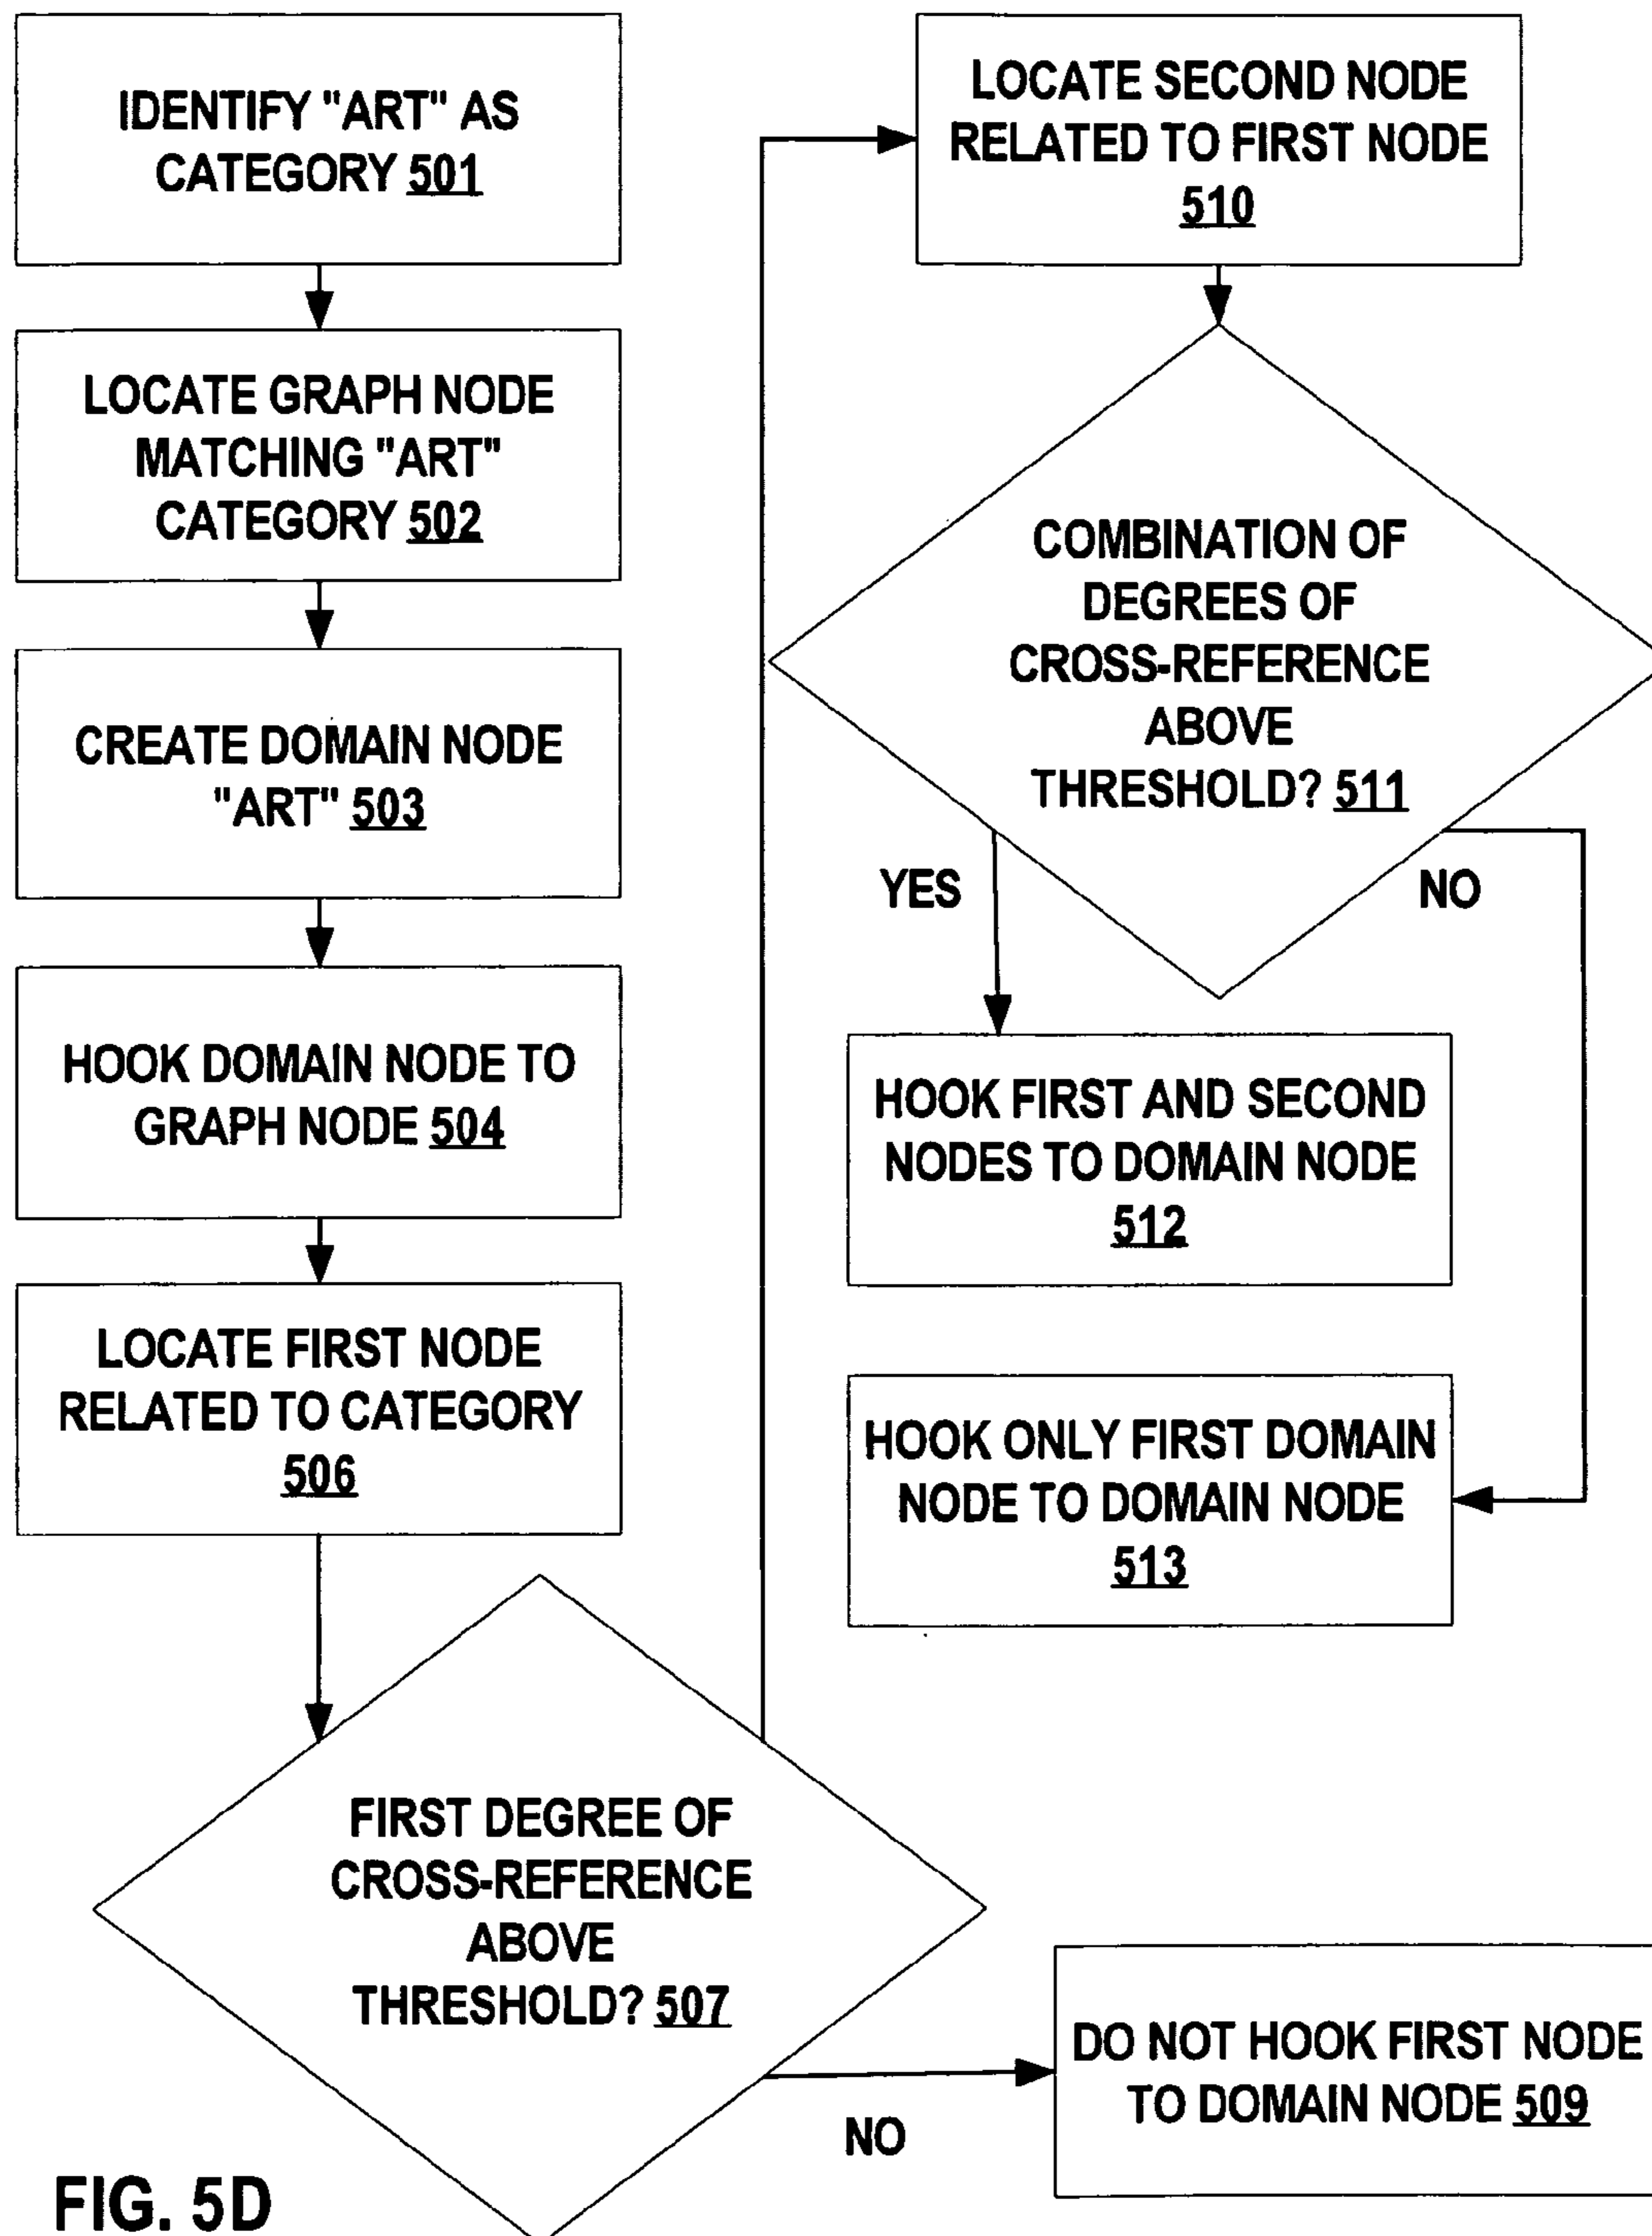 IDENTIFY "ART" AS
CATEGORY 501
LOCATE GRAPH NODE
MATCHING "ART"
CATEGORY 502
CREATE DOMAIN NODE
"ART" 503
HOOK DOMAIN NODE TO
GRAPH NODE 504
LOCATE FIRST NODE
RELATED TO CATEGORY
506
FIRST DEGREE OF
CROSS-REFERENCE
ABOVE
THRESHOLD? 507
NO
DO NOT HOOK FIRST NODE
TO DOMAIN NODE 509
LOCATE SECOND NODE
RELATED TO FIRST NODE
510
COMBINATION OF
DEGREES OF
CROSS-REFERENCE
ABOVE
THRESHOLD? 511
YES
NO
HOOK FIRST AND SECOND
NODES TO DOMAIN NODE
512
HOOK ONLY FIRST DOMAIN
NODE TO DOMAIN NODE
513
FIG. 5D